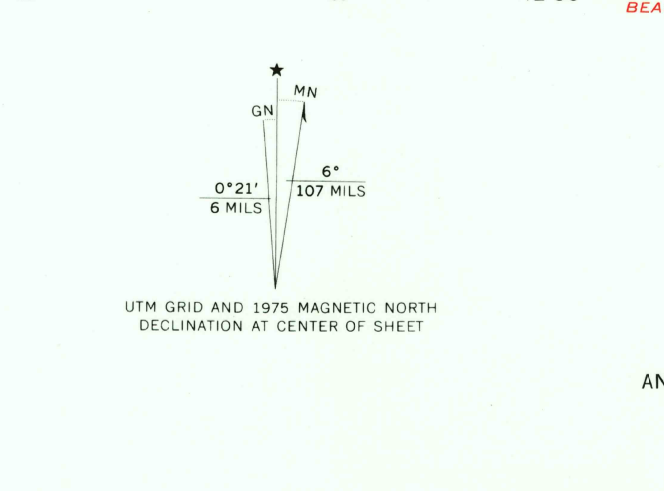 BEA
MN
GN
6°
0°21′
107 MILS
6 MILS
UTM GRID AND 1975 MAGNETIC NORTH
DECLINATION AT CENTER OF SHEET
AN